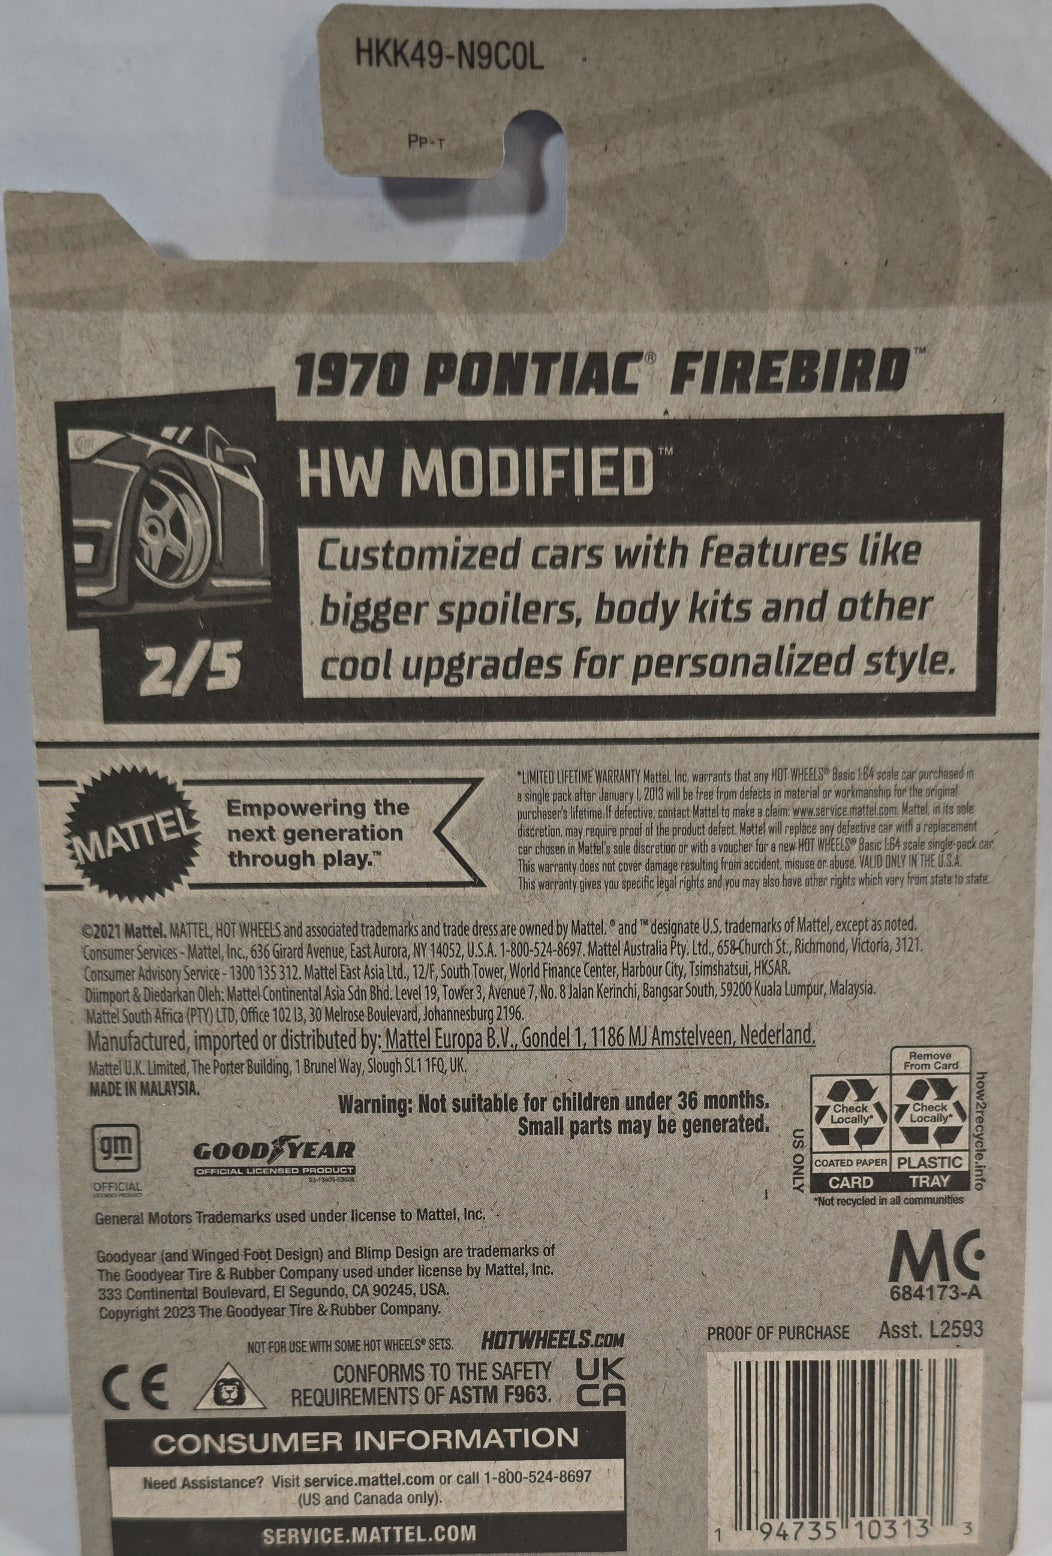 HKK49-N9C0L
PP-T
1970 PONTIAC® FIREBIRD™
HW MODIFIED™
Customized cars with features like
bigger spoilers, body kits and other
cool upgrades for personalized style.
2/5
MATTEL
Empowering the
next generation
through play.™
*LIMITED LIFETIME WARRANTY Mattel, Inc. warrants that any HOT WHEELS® Basic 1:64 scale car purchased in
a single pack after January 1, 2013 will be free from defects in material or workmanship for the original
purchaser's lifetime. If defective, contact Mattel to make a claim: www.service.mattel.com. Mattel, in its sole
discretion, may require proof of the product defect. Mattel will replace any defective car with a replacement
car chosen in Mattel's sole discretion or with a voucher for a new HOT WHEELS® Basic 1:64 scale single-pack car.
This warranty does not cover damage resulting from accident, misuse or abuse. VALID ONLY IN THE U.S.A.
This warranty gives you specific legal rights and you may also have other rights which vary from state to state.
©2021 Mattel. MATTEL, HOT WHEELS and associated trademarks and trade dress are owned by Mattel. ® and ™ designate U.S. trademarks of Mattel, except as noted.
Consumer Services - Mattel, Inc., 636 Girard Avenue, East Aurora, NY 14052, U.S.A. 1-800-524-8697. Mattel Australia Pty. Ltd., 658 Church St., Richmond, Victoria, 3121.
Consumer Advisory Service - 1300 135 312. Mattel East Asia Ltd., 12/F, South Tower, World Finance Center, Harbour City, Tsimshatsui, HKSAR.
Diimport & Diedarkan Oleh: Mattel Continental Asia Sdn Bhd. Level 19, Tower 3, Avenue 7, No. 8 Jalan Kerinchi, Bangsar South, 59200 Kuala Lumpur, Malaysia.
Mattel South Africa (PTY) LTD, Office 102 I3, 30 Melrose Boulevard, Johannesburg 2196.
Manufactured, imported or distributed by: Mattel Europa B.V., Gondel 1, 1186 MJ Amstelveen, Nederland.
Mattel U.K. Limited, The Porter Building, 1 Brunel Way, Slough SL1 1FQ, UK.
MADE IN MALAYSIA.
Warning: Not suitable for children under 36 months.
Small parts may be generated.
Remove
From Card
Check
Locally*
Check
Locally*
COATED PAPER
PLASTIC
CARD
TRAY
*Not recycled in all communities
US ONLY
how2recycle.info
gm
OFFICIAL
LICENSED PRODUCT
GOODYEAR
OFFICIAL LICENSED PRODUCT
General Motors Trademarks used under license to Mattel, Inc.
Goodyear (and Winged Foot Design) and Blimp Design are trademarks of
The Goodyear Tire & Rubber Company used under license by Mattel, Inc.
333 Continental Boulevard, El Segundo, CA 90245, USA.
Copyright 2023 The Goodyear Tire & Rubber Company.
MC
684173-A
NOT FOR USE WITH SOME HOT WHEELS® SETS.
HOTWHEELS.COM
PROOF OF PURCHASE
Asst. L2593
CE
CONFORMS TO THE SAFETY
REQUIREMENTS OF ASTM F963.
UK
CA
CONSUMER INFORMATION
Need Assistance? Visit service.mattel.com or call 1-800-524-8697
(US and Canada only).
SERVICE.MATTEL.COM
1 94735 10313 3